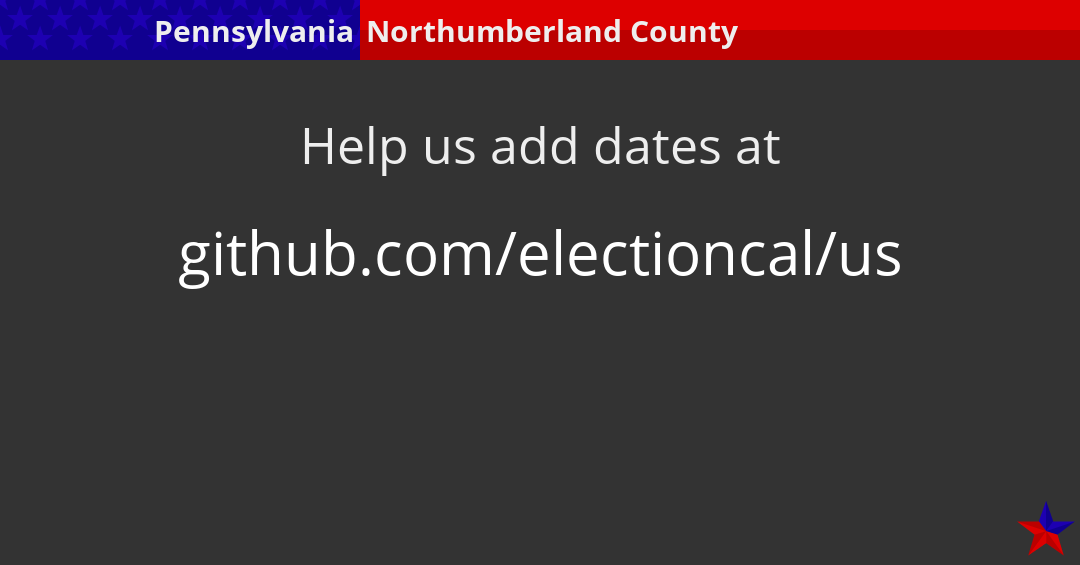 Pennsylvania Northumberland County
Help us add dates at
github.com/electioncal/us